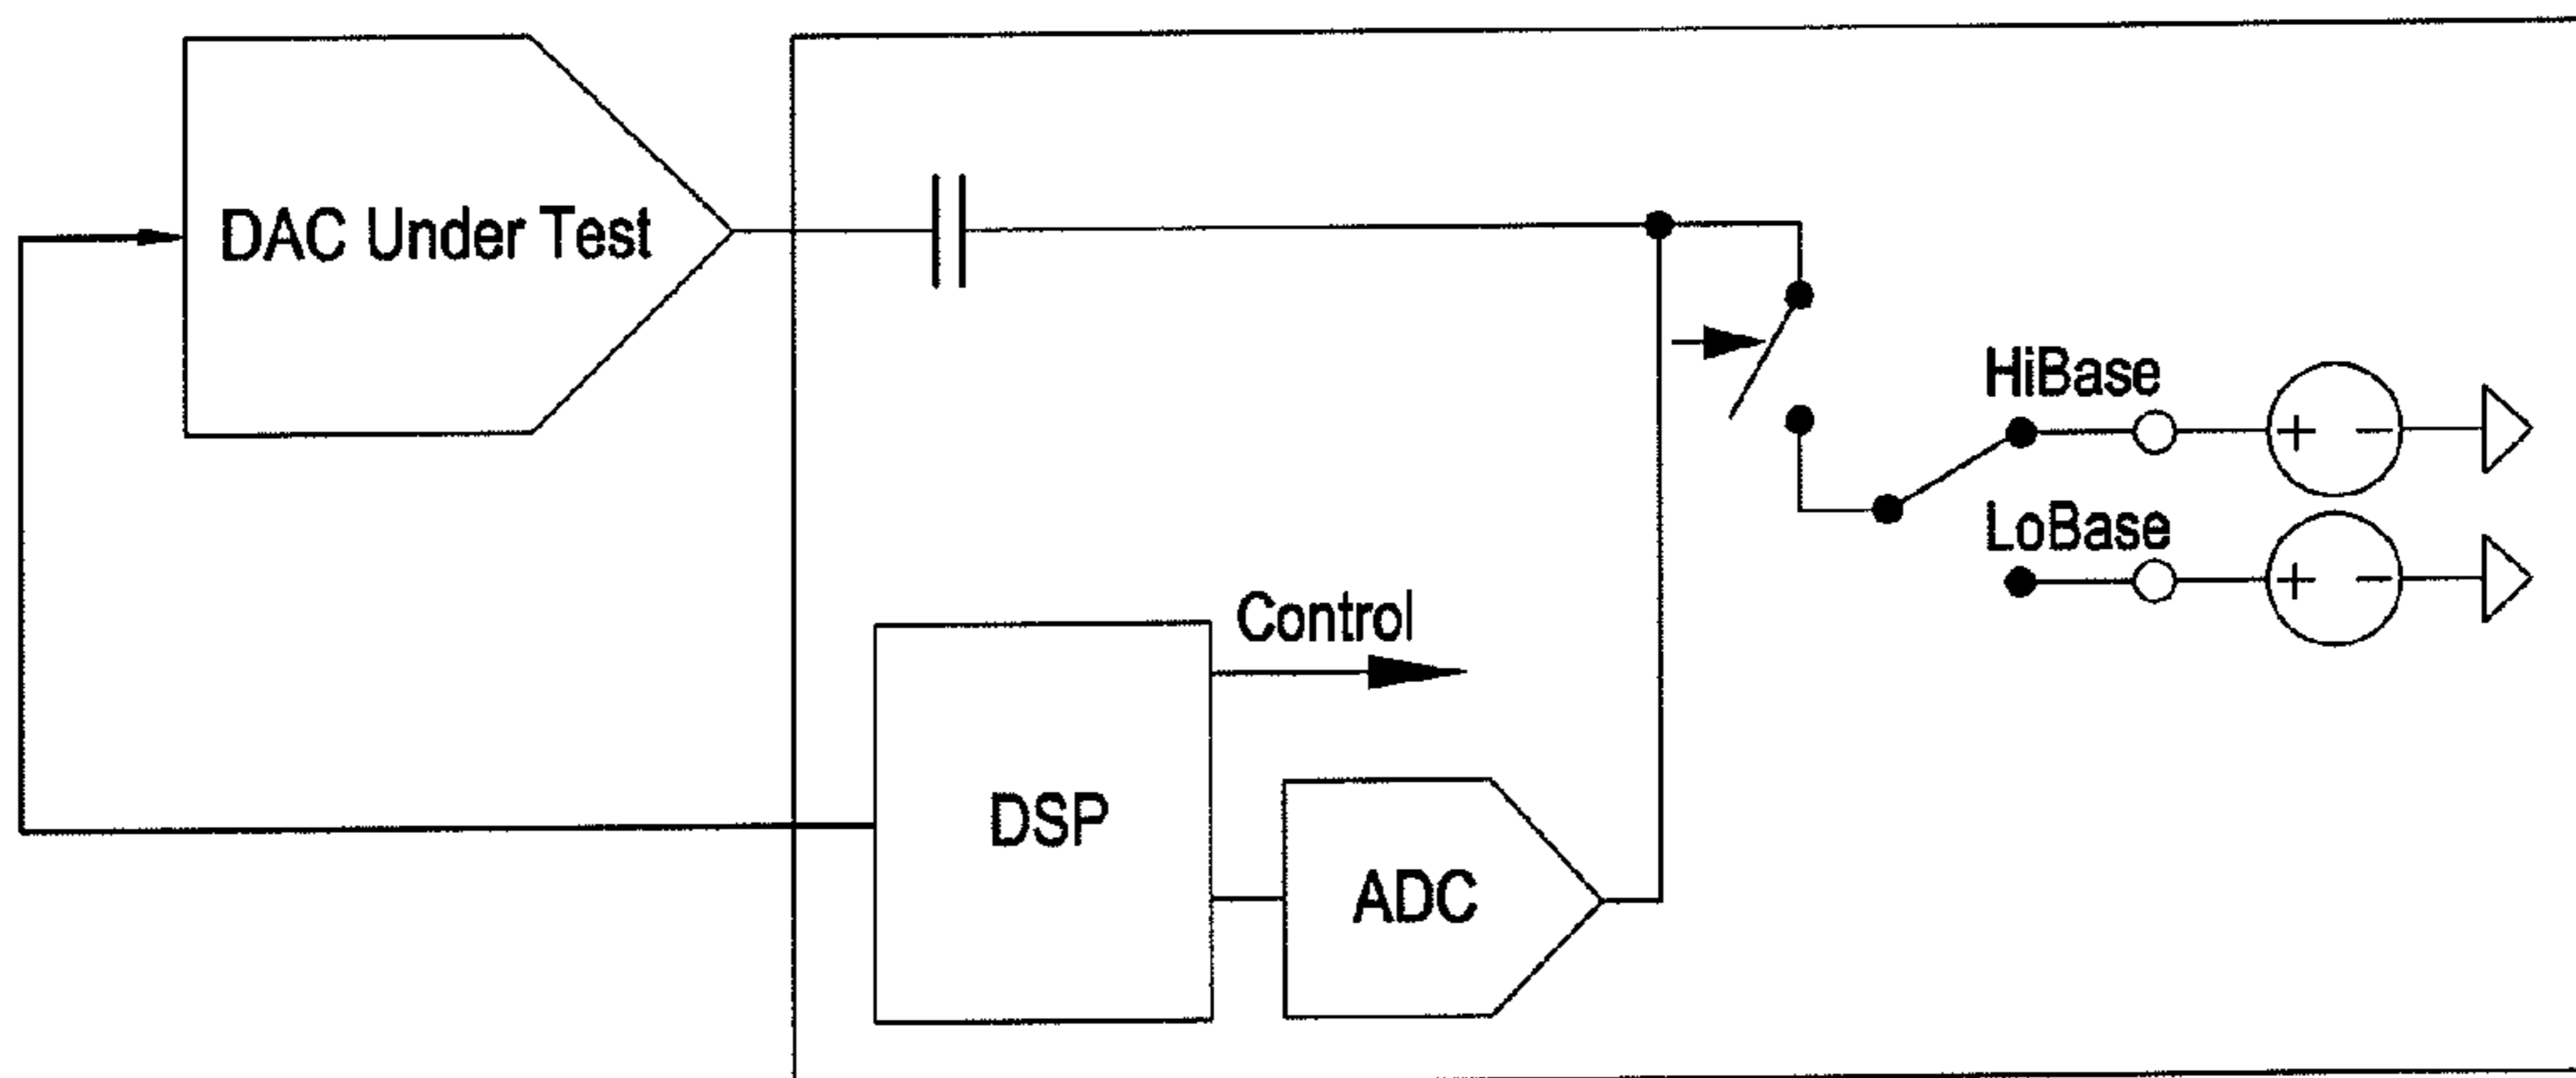 DAC Under Test
HiBase
LoBase
Control
DSP
ADC